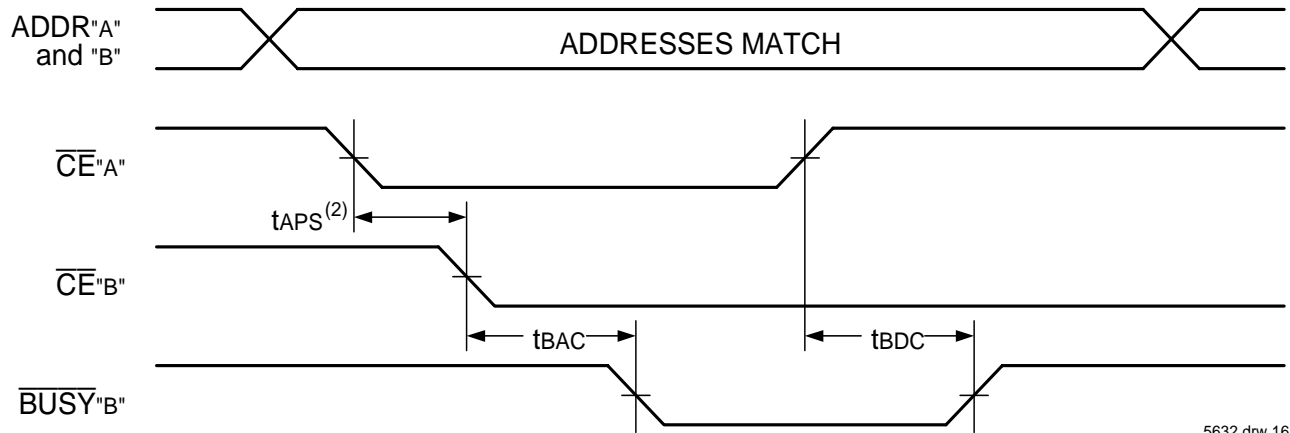 ADDR"A"
and "B"
ADDRESSES MATCH
CE"A"
tAPS(2)
CE"B"
tBAC
tBDC
BUSY"B"
5632 drw 16